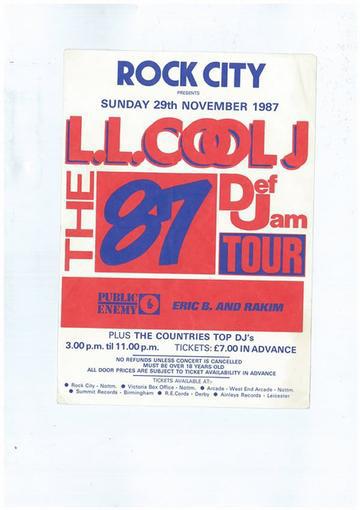 ROCK CITY
PRESENTS
SUNDAY 29th NOVEMBER 1987
L.L. COOL J
THE 87 Def Jam
TOUR
PUBLIC ENEMY 6 ERIC B. AND RAKIM
PLUS THE COUNTRIES TOP DJ's
3.00 p.m. til 11.00 p.m. TICKETS: £7.00 IN ADVANCE
NO REFUNDS UNLESS CONCERT IS CANCELLED
MUST BE OVER 18 YEARS OLD
ALL DOOR PRICES ARE SUBJECT TO TICKET AVAILABILITY IN ADVANCE
TICKETS AVAILABLE AT:-
● Rock City - Nottm. ● Victoria Box Office - Nottm. ● Arcade - West End Arcade - Nottm.
● Summit Records - Birmingham ● R.E.Cords - Derby ● Ainleys Records - Leicester